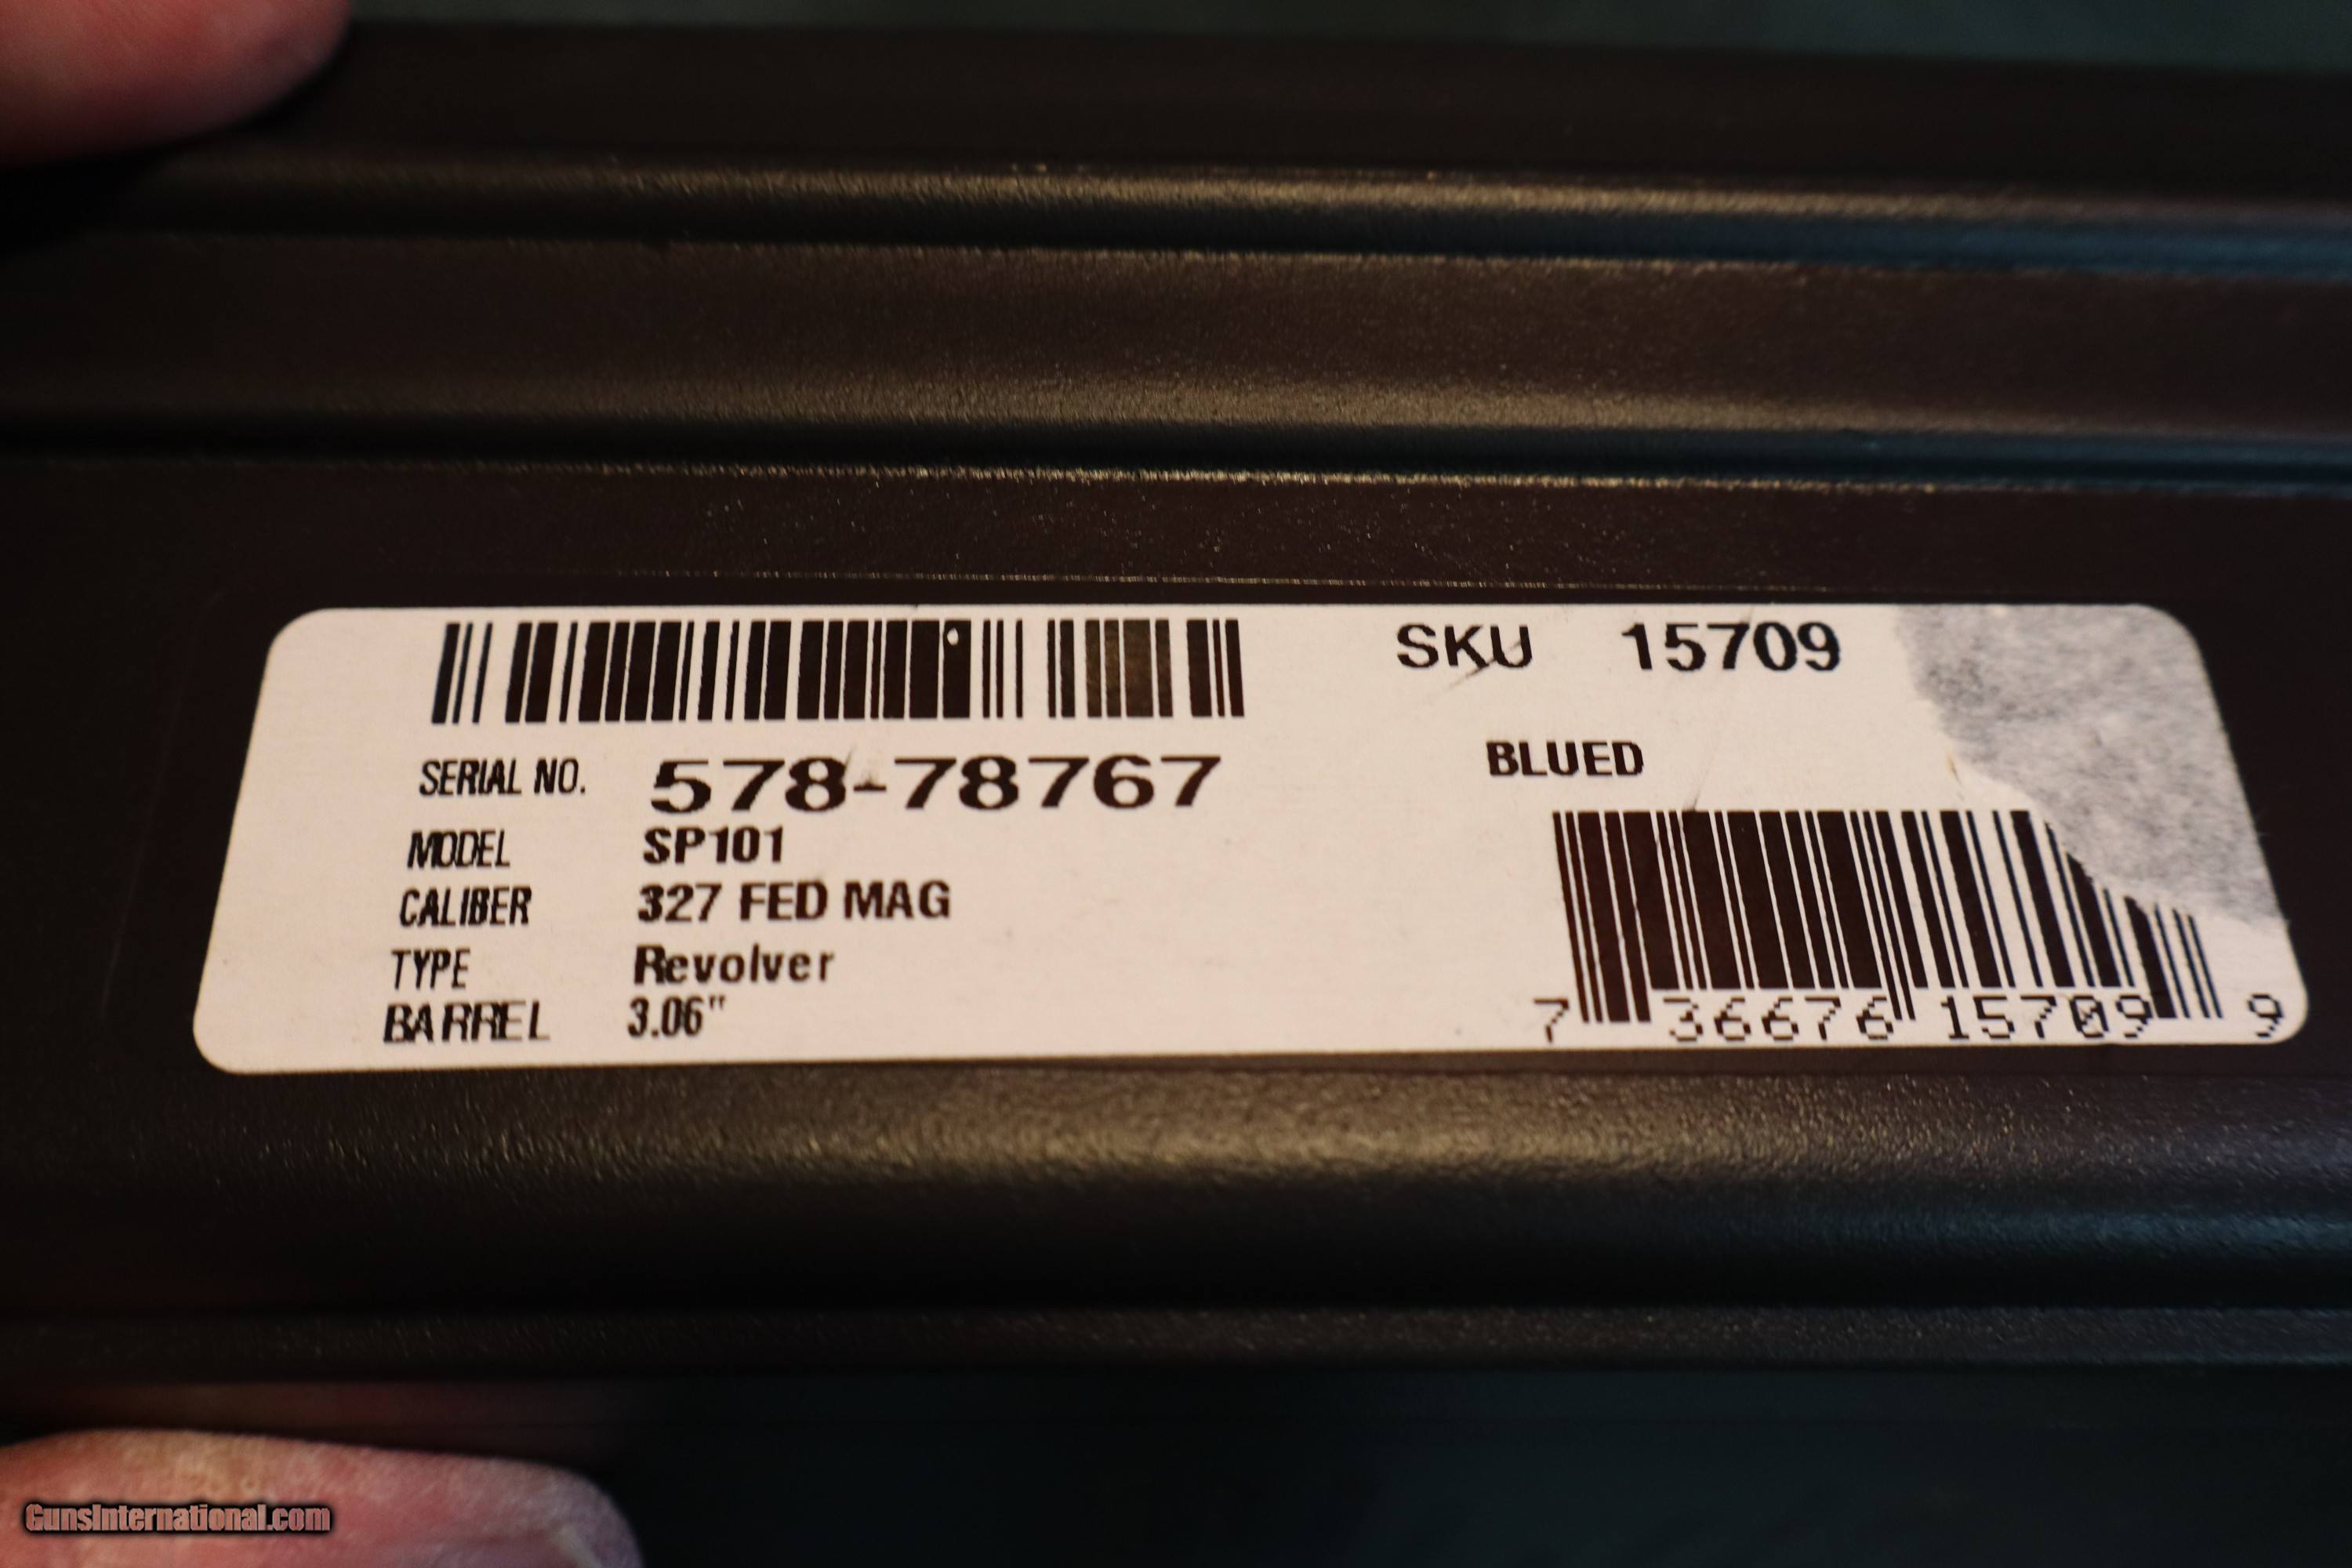 SKU 15709
SERIAL NO. 578-78767
BLUED
MODEL SP101
CALIBER 327 FED MAG
TYPE Revolver
BARREL 3.06"
7 36676 15709 9
GunsInternational.com